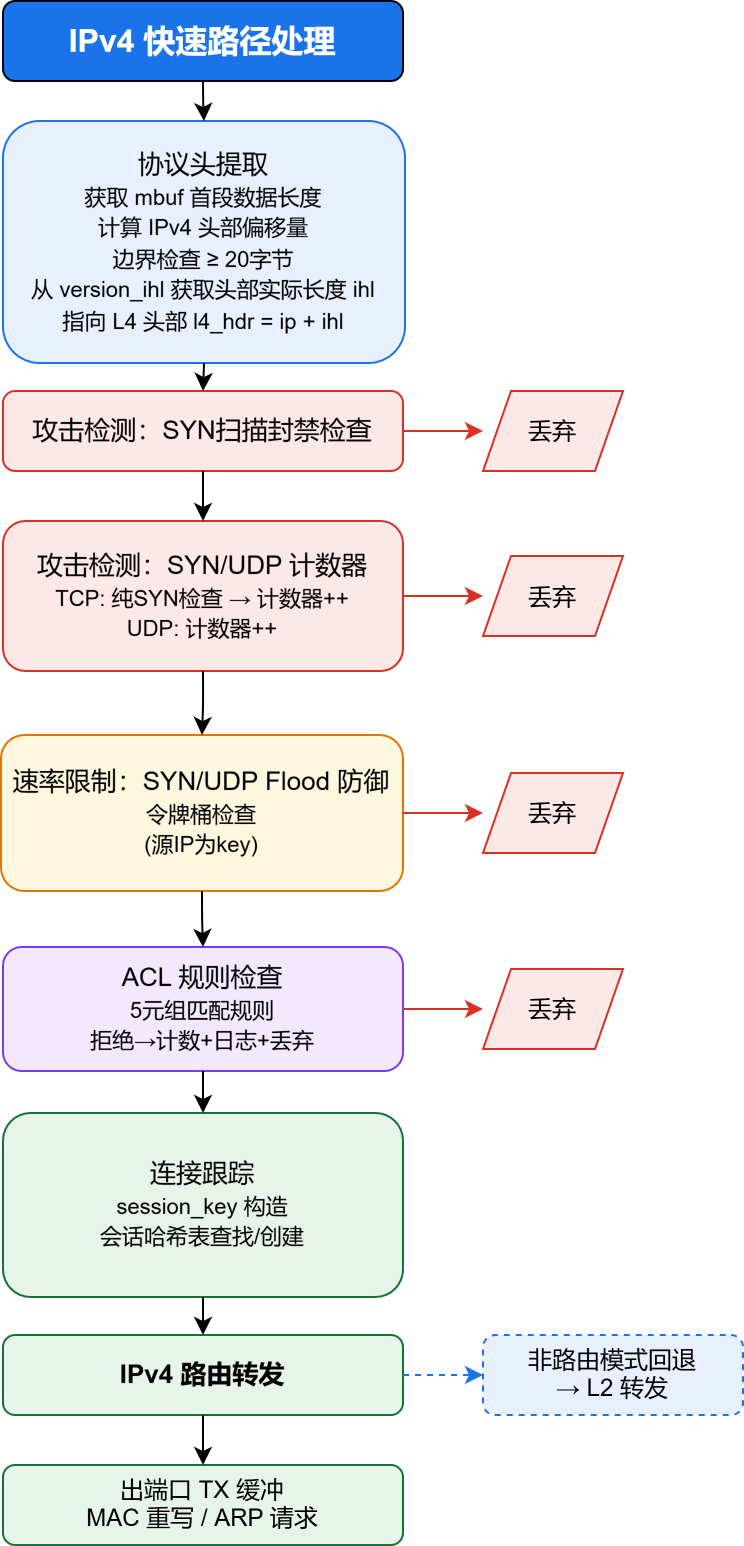 IPv4 快速路径处理
协议头提取
获取 mbuf 首段数据长度
计算 IPv4 头部偏移量
边界检查 ≥ 20字节
从 version_ihl 获取头部实际长度 ihl
指向 L4 头部 l4_hdr = ip + ihl
攻击检测：SYN扫描封禁检查
丢弃
攻击检测：SYN/UDP 计数器
TCP: 纯SYN检查 → 计数器++
UDP: 计数器++
丢弃
速率限制：SYN/UDP Flood 防御
令牌桶检查
(源IP为key)
丢弃
ACL 规则检查
5元组匹配规则
拒绝→计数+日志+丢弃
丢弃
连接跟踪
session_key 构造
会话哈希表查找/创建
IPv4 路由转发
非路由模式回退
→ L2 转发
出端口 TX 缓冲
MAC 重写 / ARP 请求